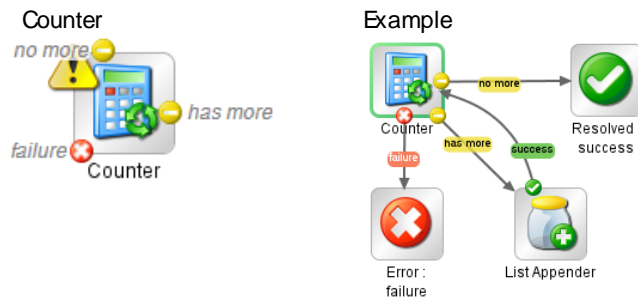 Counter
no more
has more
failure
Counter
Example
no more
Counter
failure
has more
success
Resolved
success
Error :
failure
List Appender